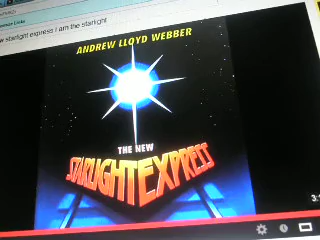 starlight express I am the starlight
ANDREW LLOYD WEBBER
THE NEW
STARLIGHT EXPRESS